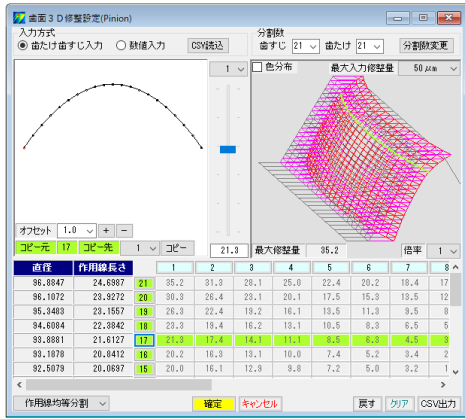 歯面３Ｄ修整設定(Pinion)
入力方式
歯たけ歯すじ入力 数値入力 CSV読込
分割数
歯すじ 21 歯たけ 21 分割数変更
1
色分布 最大入力修整量 50 μm
オフセット 1.0 + −
コピー元 17 コピー先 1 コピー
21.3 最大修整量 35.2 倍率 1
直径 作用線長さ 1 2 3 4 5 6 7 8
96.8847 24.6987 21 35.2 31.3 28.1 25.0 22.4 20.2 18.4 17
96.1072 23.9272 20 30.3 26.4 23.1 20.1 17.5 15.3 13.5 12
95.3483 23.1557 19 26.3 22.4 19.2 16.1 13.5 11.3 9.5 8
94.6084 22.3842 18 23.3 19.4 16.2 13.1 10.5 8.3 6.5 5
93.8881 21.6127 17 21.3 17.4 14.1 11.1 8.5 6.3 4.5 3
93.1878 20.8412 16 20.2 16.3 13.1 10.0 7.4 5.2 3.4 2
92.5079 20.0697 15 20.0 16.1 12.9 9.8 7.2 5.0 3.2 1
作用線均等分割 確定 キャンセル 戻す クリア CSV出力